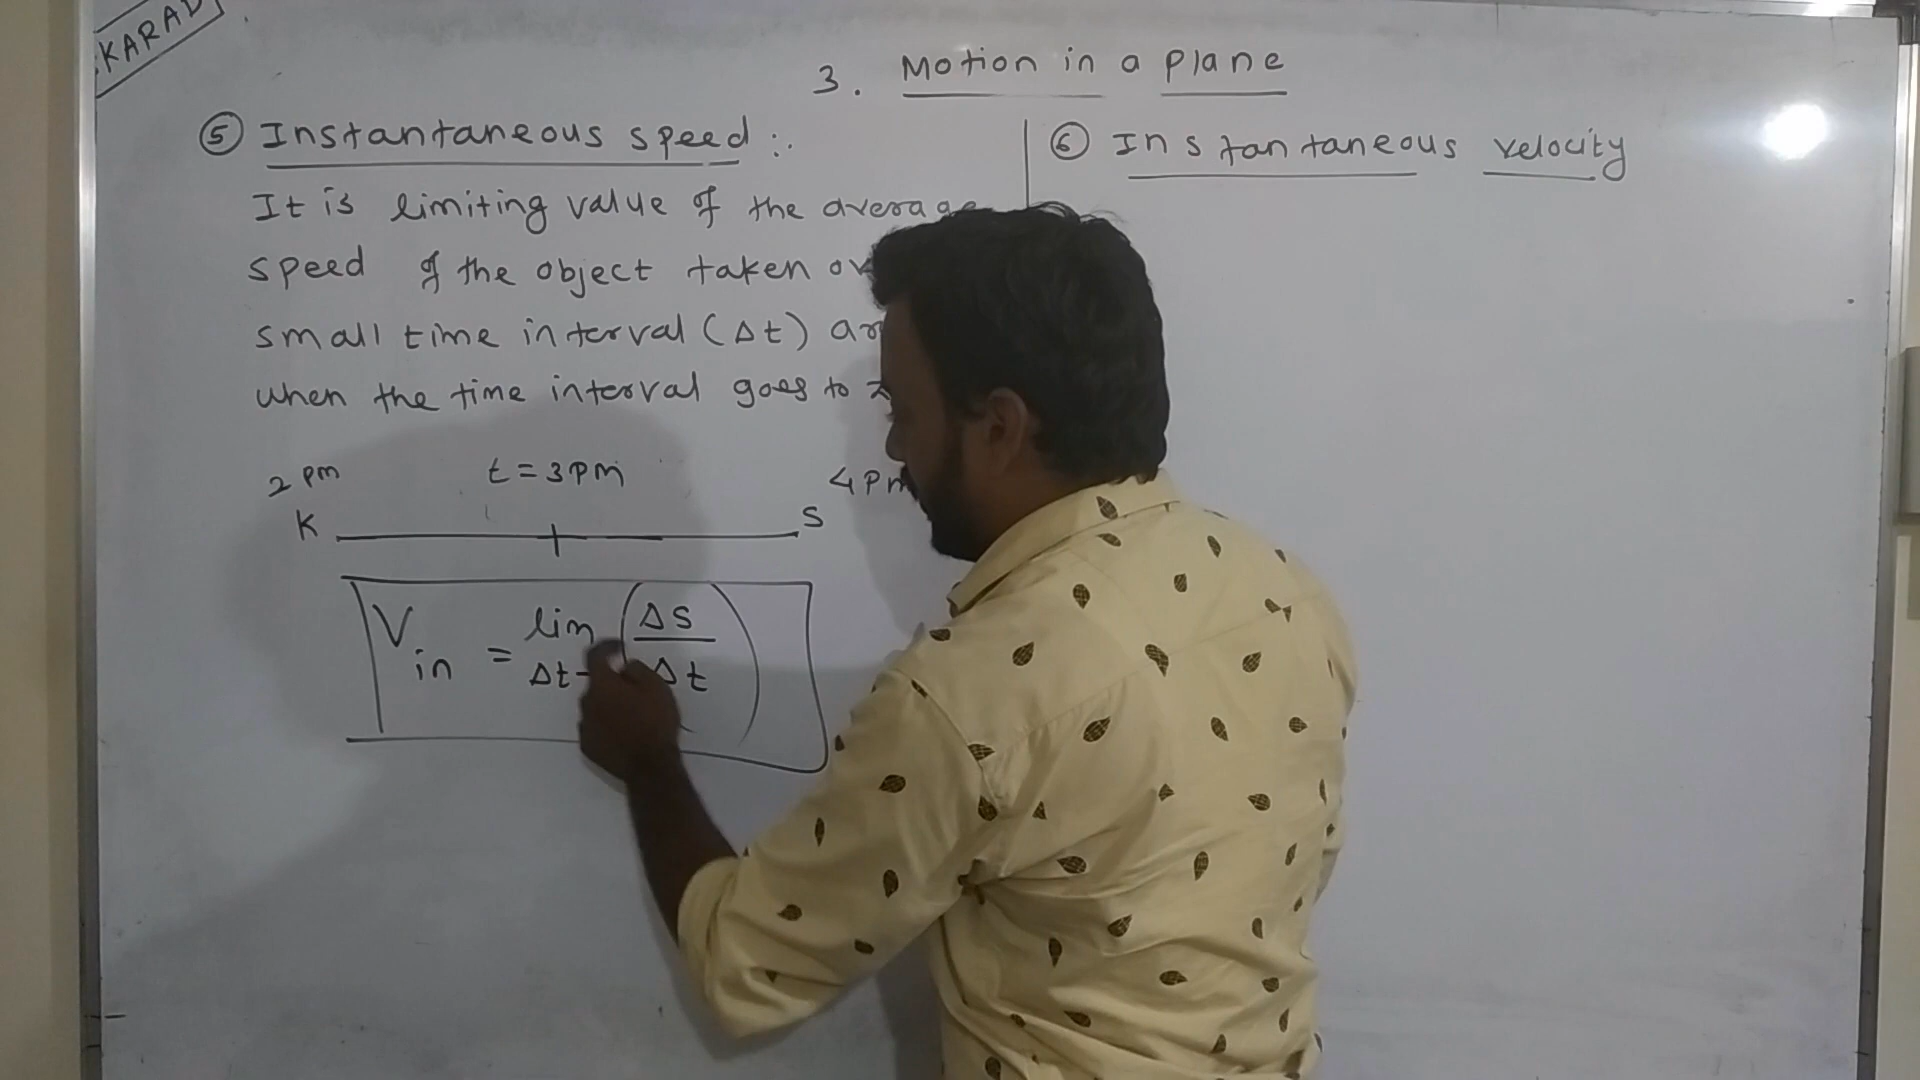 KARAD
3. Motion in a plane
⑤ Instantaneous speed :.
It is limiting value of the average
speed of the object taken
small time interval (Δt)
when the time interval goes to
2 pm t = 3 PM 4 Pm
K S
V in = lim Δt (ΔS / Δt)
⑥ Instantaneous velocity